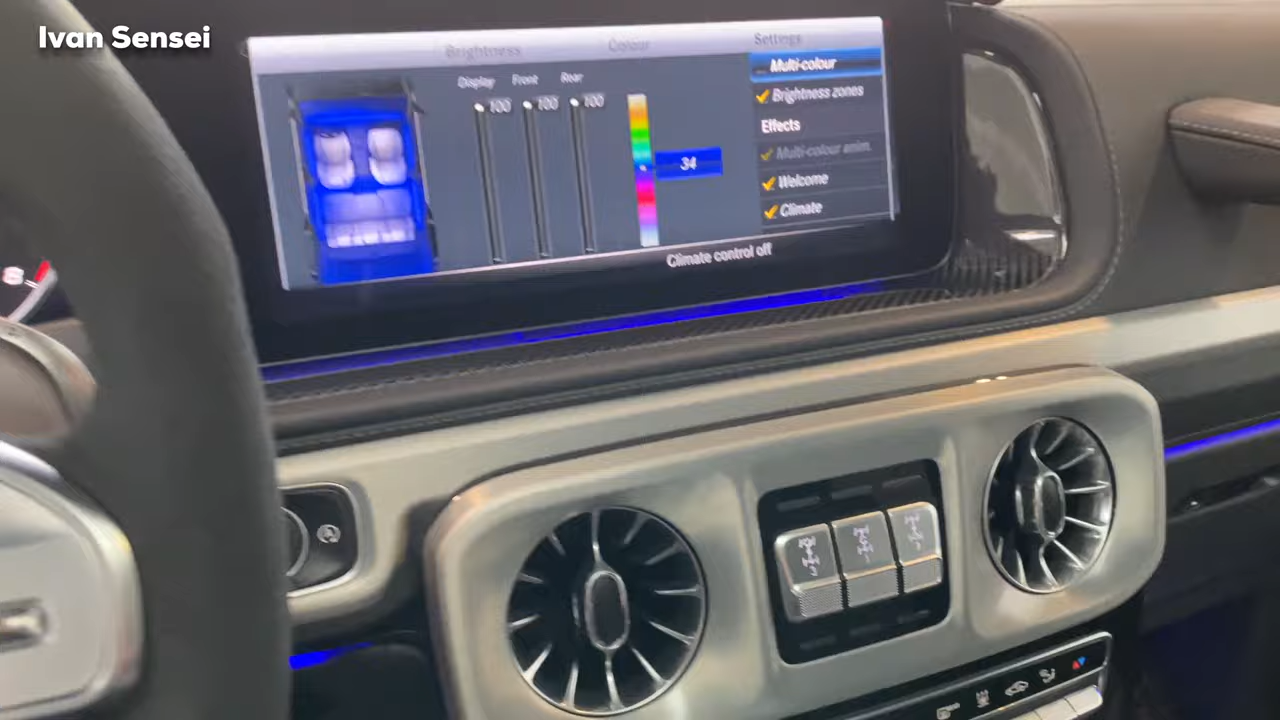 Ivan Sensei
Brightness
Colour
Settings
Display
Front
Rear
100
100
100
34
Multi-colour
Brightness zones
Effects
Multi-colour anim.
Welcome
Climate
Climate control off